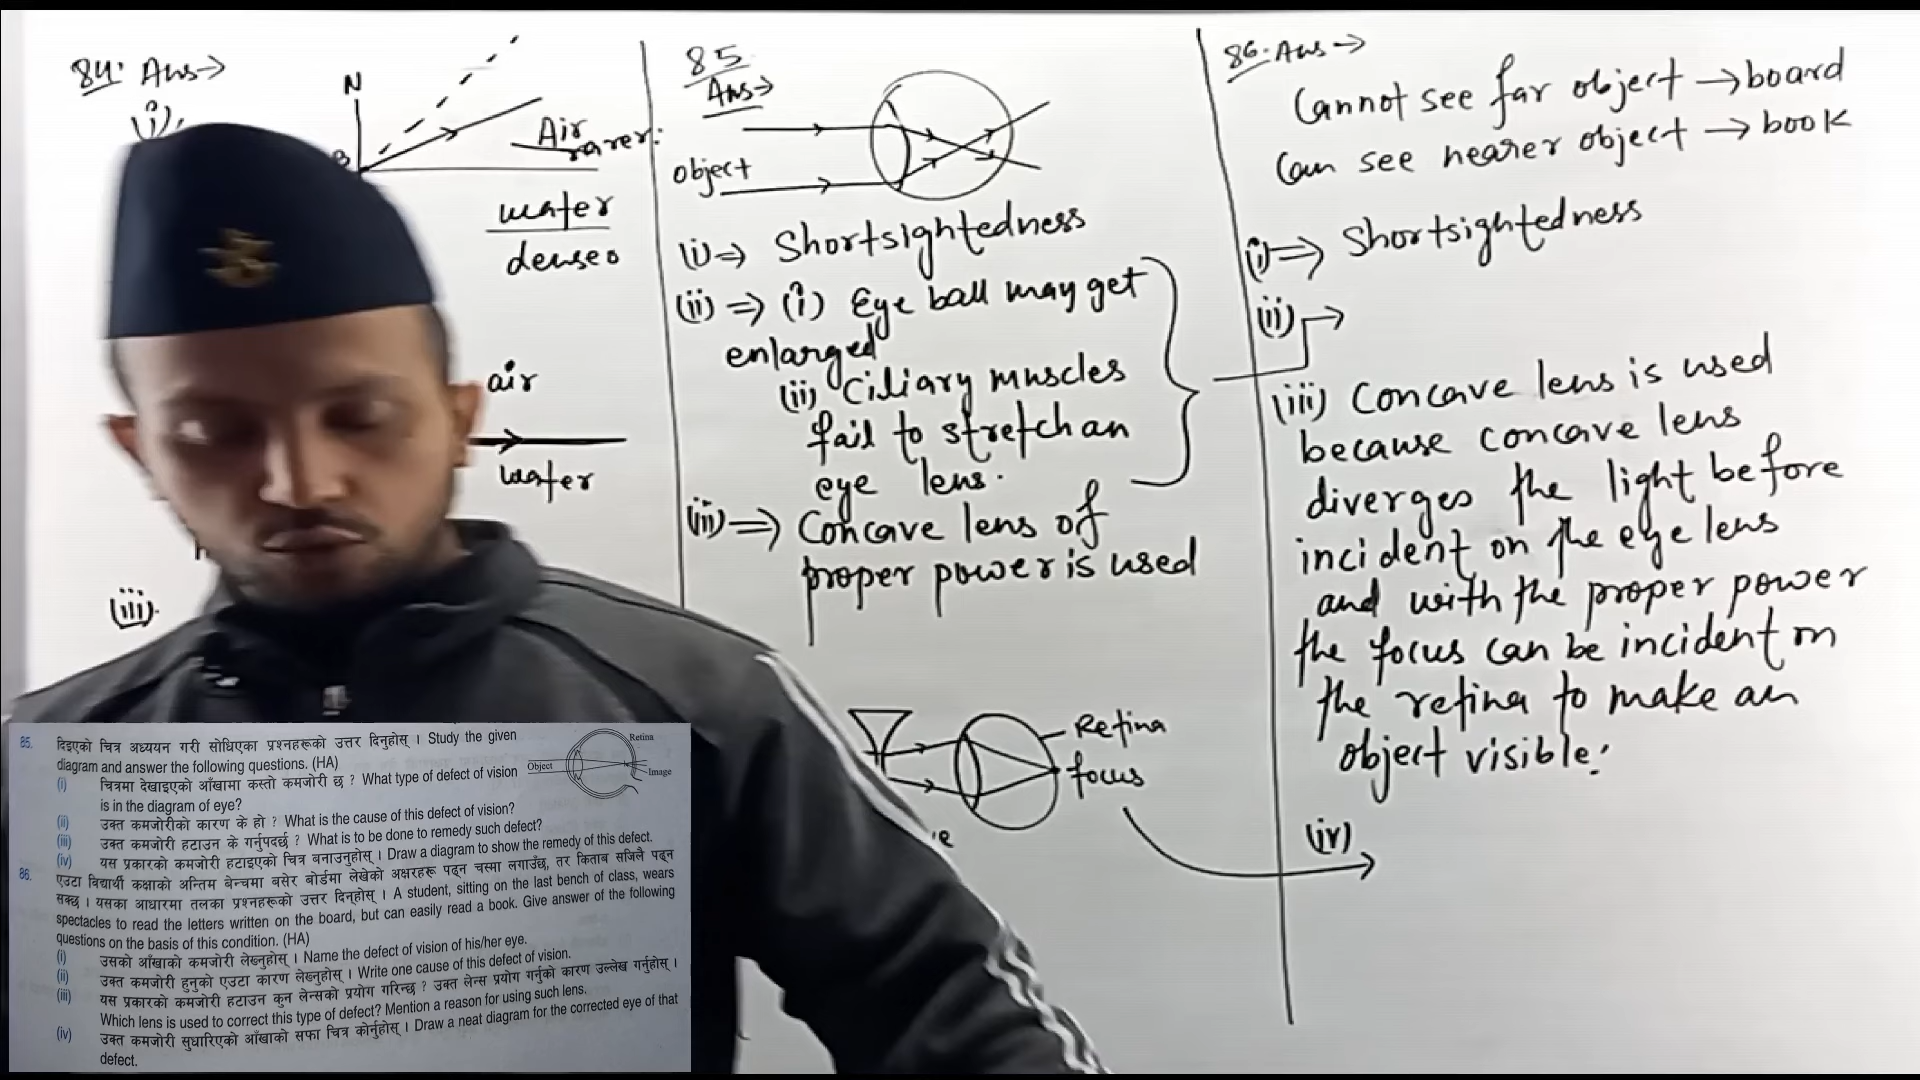 84. Ans→
(i).
N
Air
rarer:
water
denseo
air
water
(iii).
85
Ans→
object
(i)⇒ Shortsightedness
(ii) ⇒ (i) Eye ball may get
enlarged
(ii) Ciliary muscles
fail to stretch an
eye lens.
(iii)⇒ Concave lens of
proper power is used
Retina
focus
86. Ans→
Cannot see far object → board
Can see nearer object → book
(i)⇒ Shortsightedness
(ii)
(iii) Concave lens is used
because concave lens
diverges the light before
incident on the eye lens
and with the proper power
the focus can be incident on
the retina to make an
object visible.
(iv)
85. दिइएको चित्र अध्ययन गरी सोधिएका प्रश्नहरूको उत्तर दिनुहोस् । Study the given
diagram and answer the following questions. (HA)
Object
Retina
Image
(i) चित्रमा देखाइएको आँखामा कस्तो कमजोरी छ ? What type of defect of vision
is in the diagram of eye?
(ii) उक्त कमजोरीको कारण के हो ? What is the cause of this defect of vision?
(iii) उक्त कमजोरी हटाउन के गर्नुपर्दछ ? What is to be done to remedy such defect?
(iv) यस प्रकारको कमजोरी हटाइएको चित्र बनाउनुहोस् । Draw a diagram to show the remedy of this defect.
86. एउटा विद्यार्थी कक्षाको अन्तिम बेन्चमा बसेर बोर्डमा लेखेको अक्षरहरू पढ्न चस्मा लगाउँछ, तर किताब सजिलै पढ्न
सक्छ । यसका आधारमा तलका प्रश्नहरूको उत्तर दिनुहोस् । A student, sitting on the last bench of class, wears
spectacles to read the letters written on the board, but can easily read a book. Give answer of the following
questions on the basis of this condition. (HA)
(i) उसको आँखाको कमजोरी लेख्नुहोस् । Name the defect of vision of his/her eye.
(ii) उक्त कमजोरी हुनुको एउटा कारण लेख्नुहोस् । Write one cause of this defect of vision.
(iii) यस प्रकारको कमजोरी हटाउन कुन लेन्सको प्रयोग गरिन्छ ? उक्त लेन्स प्रयोग गर्नुको कारण उल्लेख गर्नुहोस् ।
Which lens is used to correct this type of defect? Mention a reason for using such lens.
(iv) उक्त कमजोरी सुधारिएको आँखाको सफा चित्र कोर्नुहोस् । Draw a neat diagram for the corrected eye of that
defect.